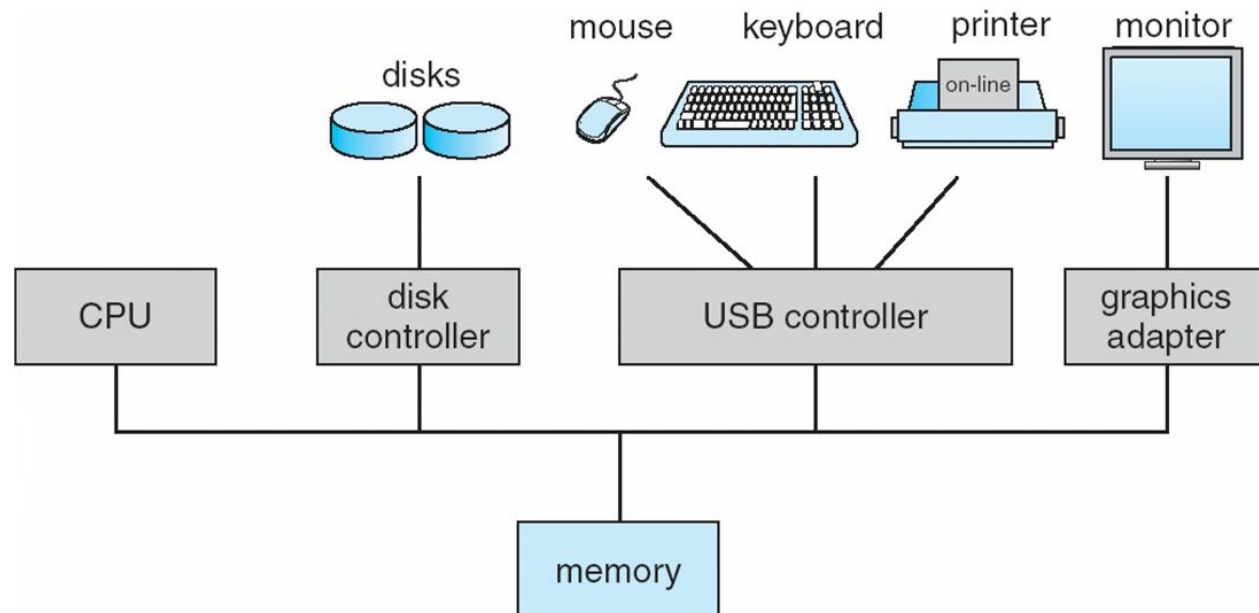 mouse
keyboard
printer
monitor
disks
on-line
CPU
disk
controller
USB controller
graphics
adapter
memory